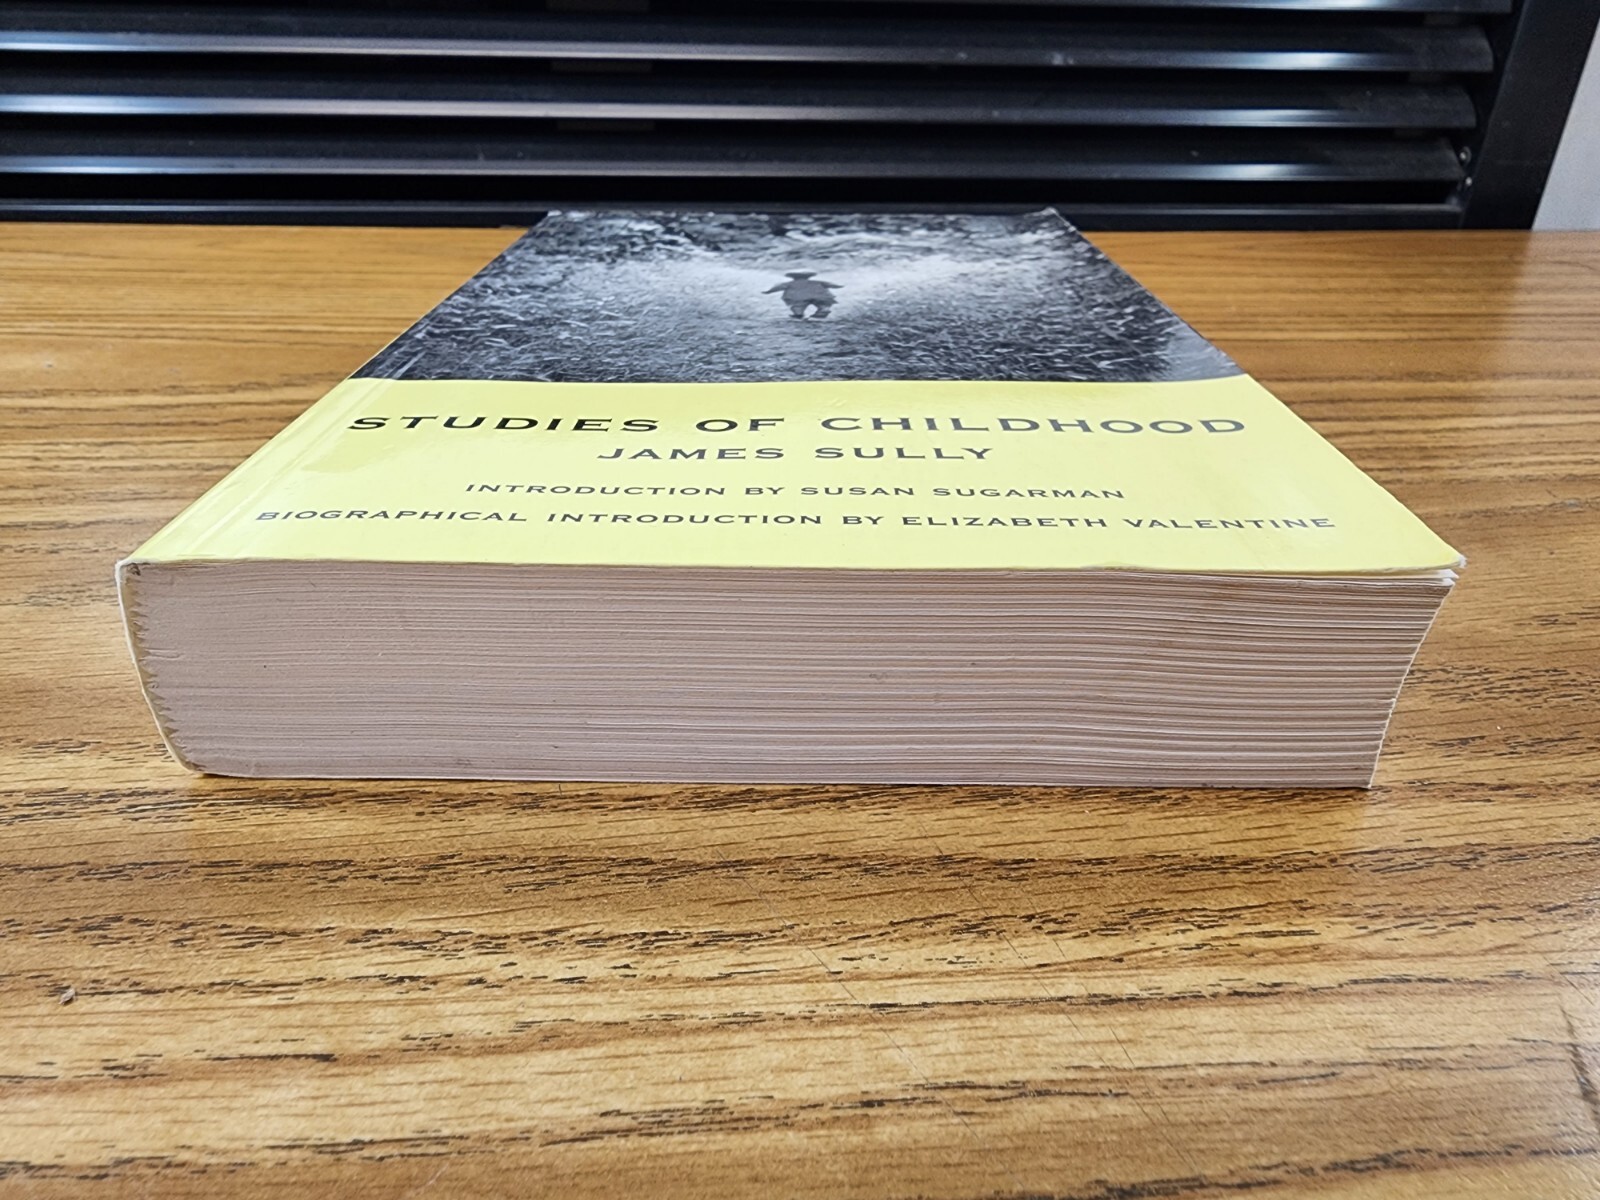 STUDIES OF CHILDHOOD
JAMES SULLY
INTRODUCTION BY SUSAN SUGARMAN
BIOGRAPHICAL INTRODUCTION BY ELIZABETH VALENTINE